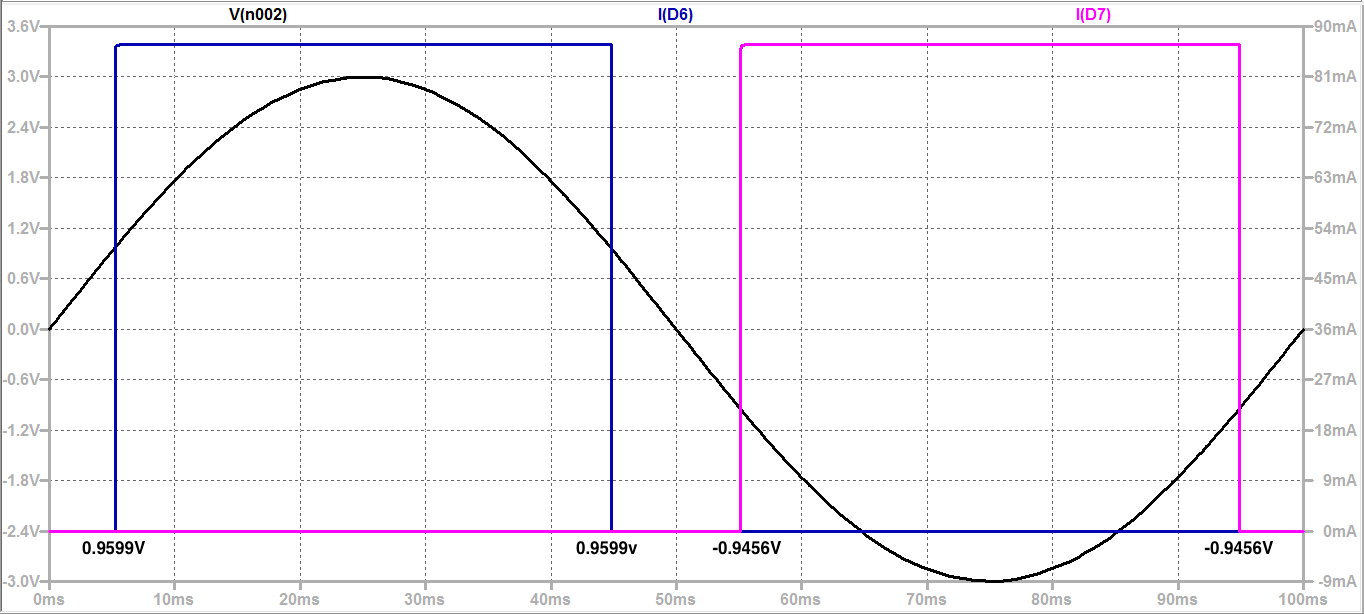 V(n002) I(D6) I(D7)
3.6V 90mA
3.0V 81mA
2.4V 72mA
1.8V 63mA
1.2V 54mA
0.6V 45mA
0.0V 36mA
-0.6V 27mA
-1.2V 18mA
-1.8V 9mA
-2.4V 0mA
0.9599V 0.9599v -0.9456V -0.9456V
-3.0V -9mA
0ms 10ms 20ms 30ms 40ms 50ms 60ms 70ms 80ms 90ms 100ms